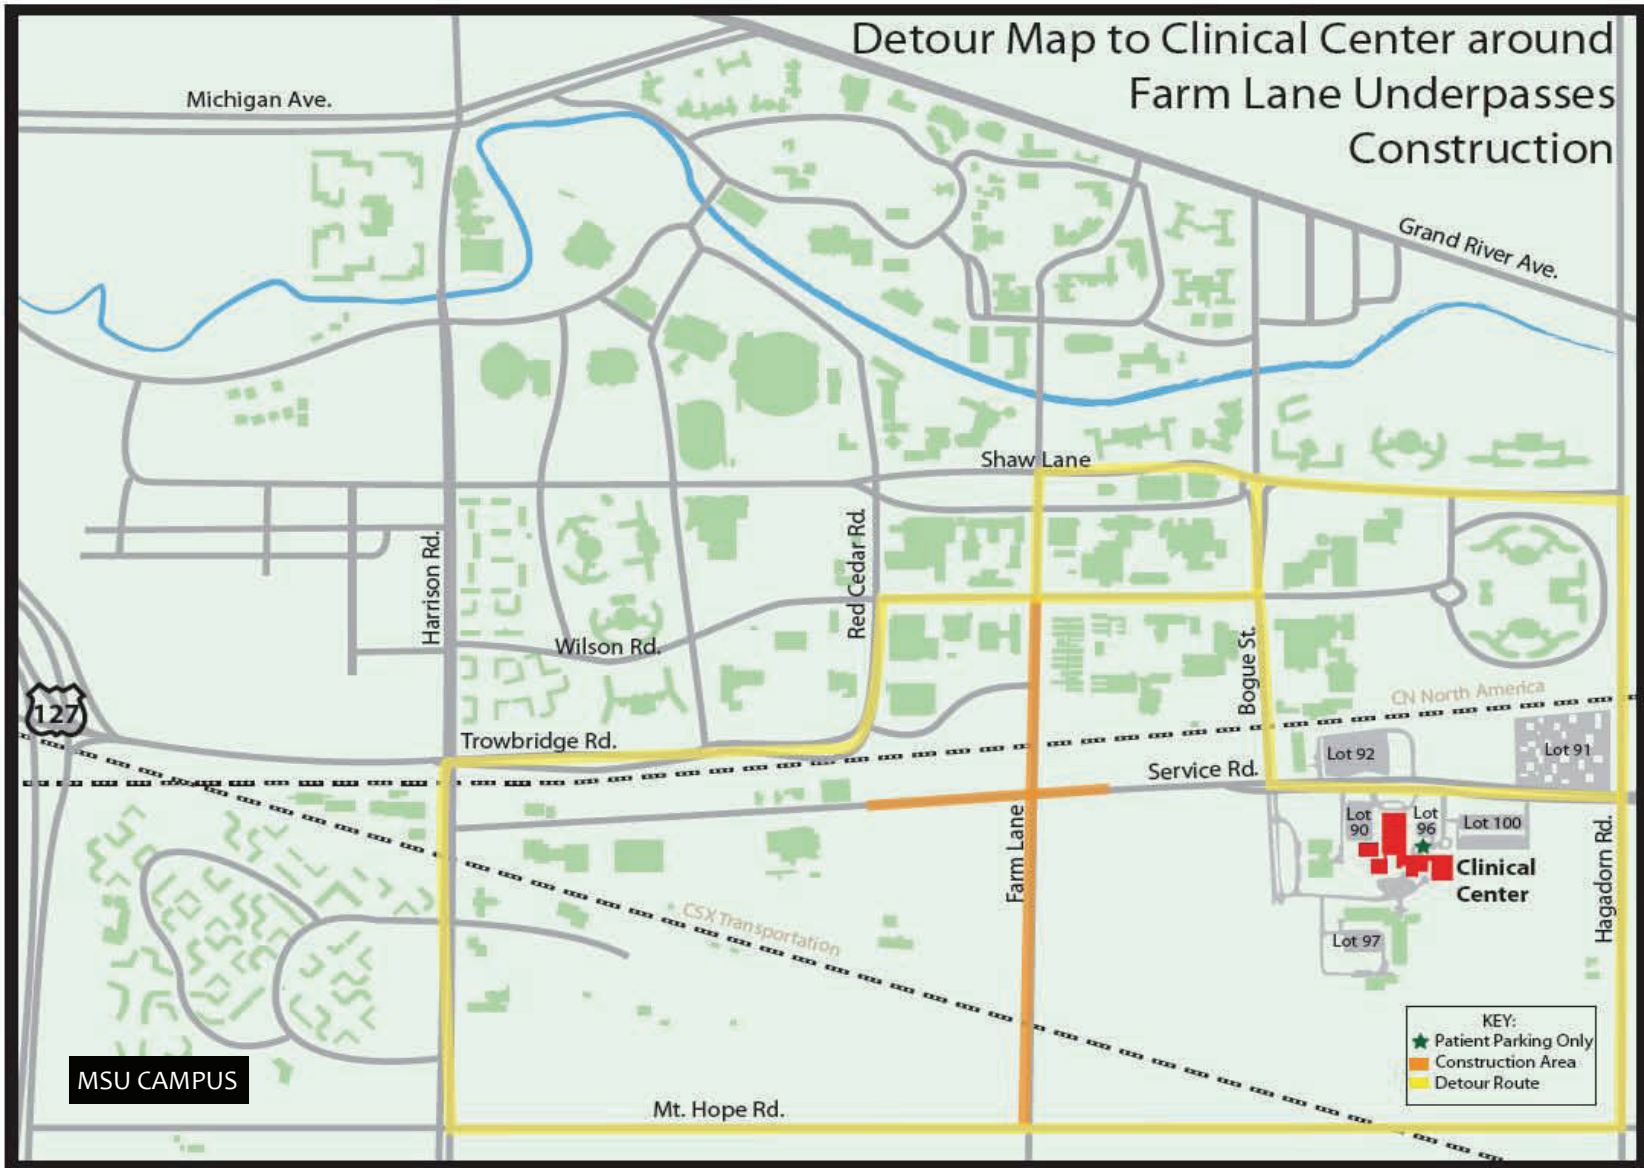 Detour Map to Clinical Center around
Farm Lane Underpasses
Construction
Michigan Ave.
Grand River Ave.
Shaw Lane
Harrison Rd.
Red Cedar Rd.
Wilson Rd.
Bogue St.
127
CN North America
Trowbridge Rd.
Lot 92
Lot 91
Service Rd.
Lot
90
Lot
96
Lot 100
Farm Lane
Clinical
Center
Hagadorn Rd.
CSX Transportation
Lot 97
KEY:
Patient Parking Only
Construction Area
Detour Route
MSU CAMPUS
Mt. Hope Rd.